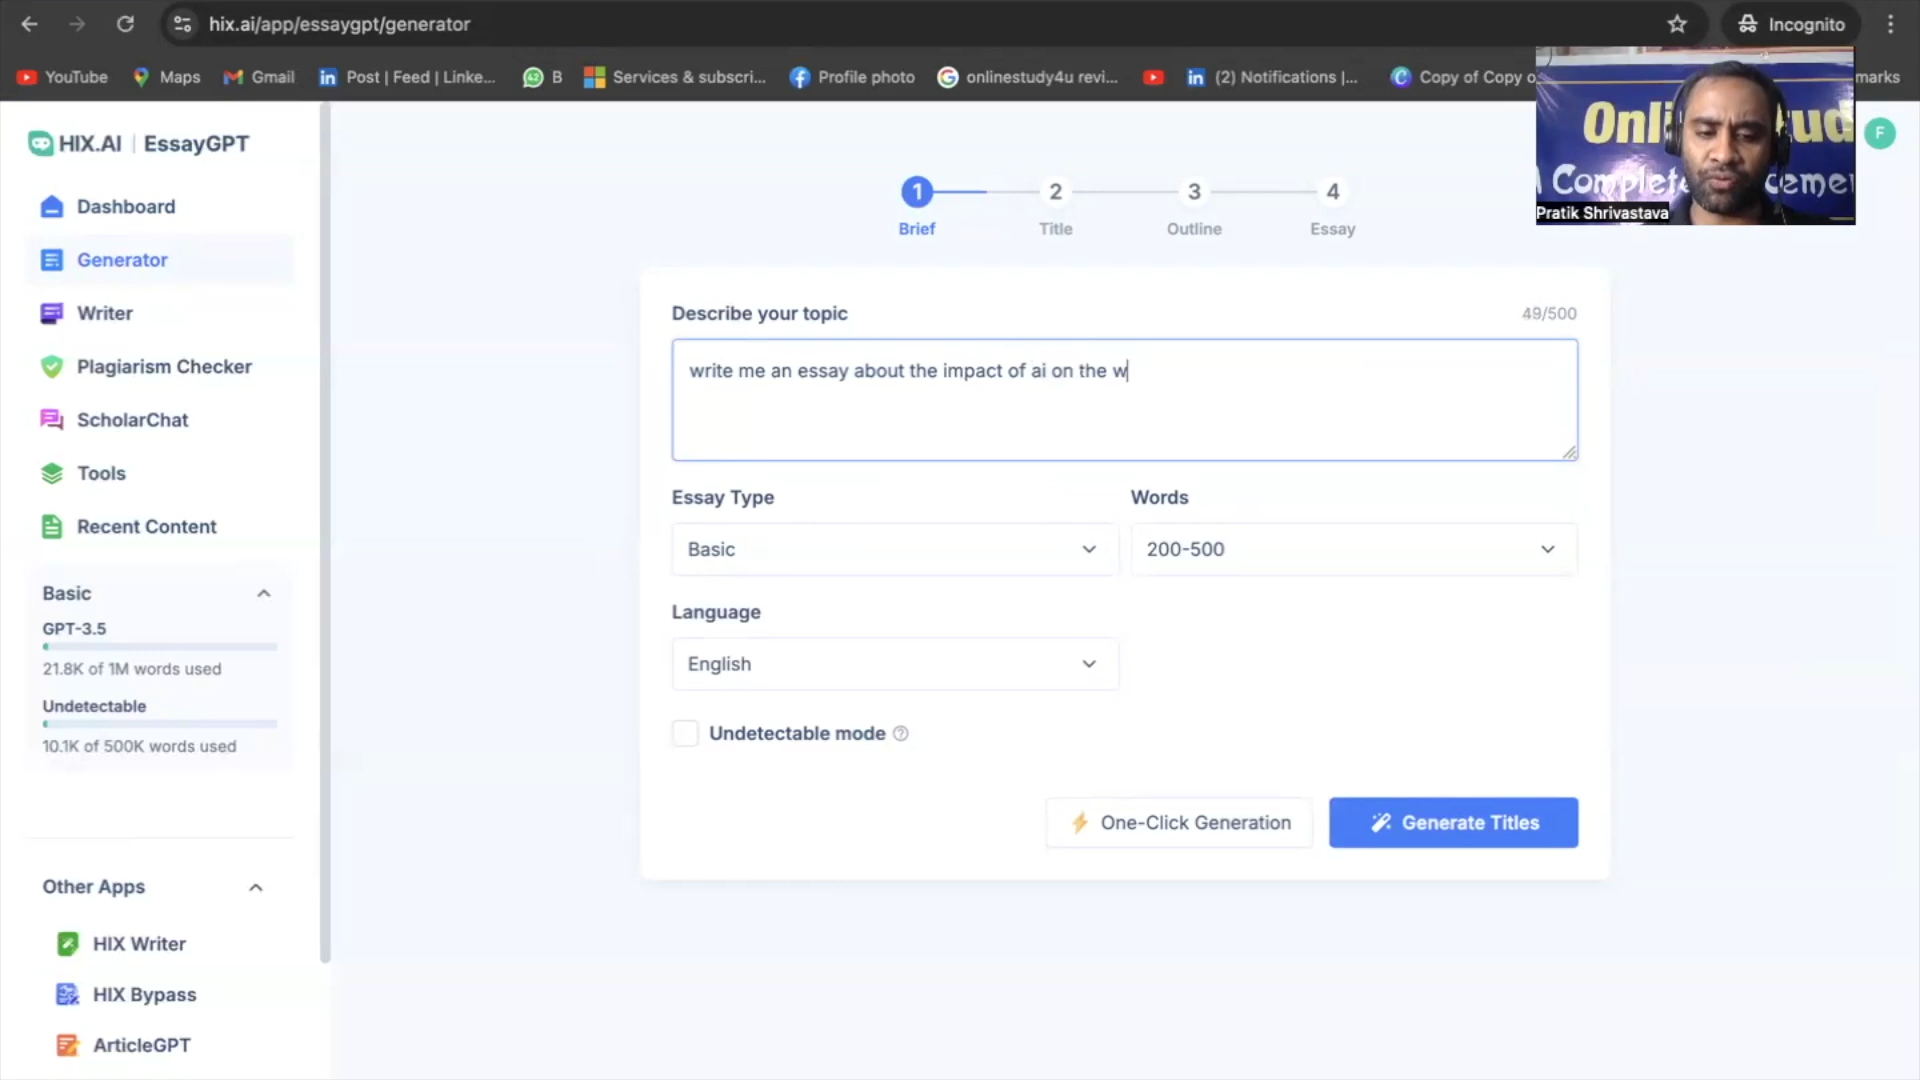 hix.ai/app/essaygpt/generator
Incognito
YouTube
Maps
Gmail
Post | Feed | Linke...
B
Services & subscri...
Profile photo
onlinestudy4u revi...
(2) Notifications |...
Copy of Copy o
marks
HIX.AI | EssayGPT
Dashboard
Generator
Writer
Plagiarism Checker
ScholarChat
Tools
Recent Content
Basic
GPT-3.5
21.8K of 1M words used
Undetectable
10.1K of 500K words used
Other Apps
HIX Writer
HIX Bypass
ArticleGPT
1
2
3
4
Brief
Title
Outline
Essay
Describe your topic
49/500
write me an essay about the impact of ai on the w
Essay Type
Words
Basic
200-500
Language
English
Undetectable mode
One-Click Generation
Generate Titles
Pratik Shrivastava
F